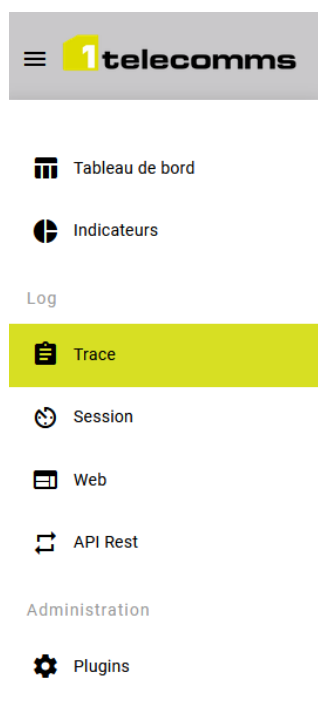 1telecomms
Tableau de bord
Indicateurs
Log
Trace
Session
Web
API Rest
Administration
Plugins